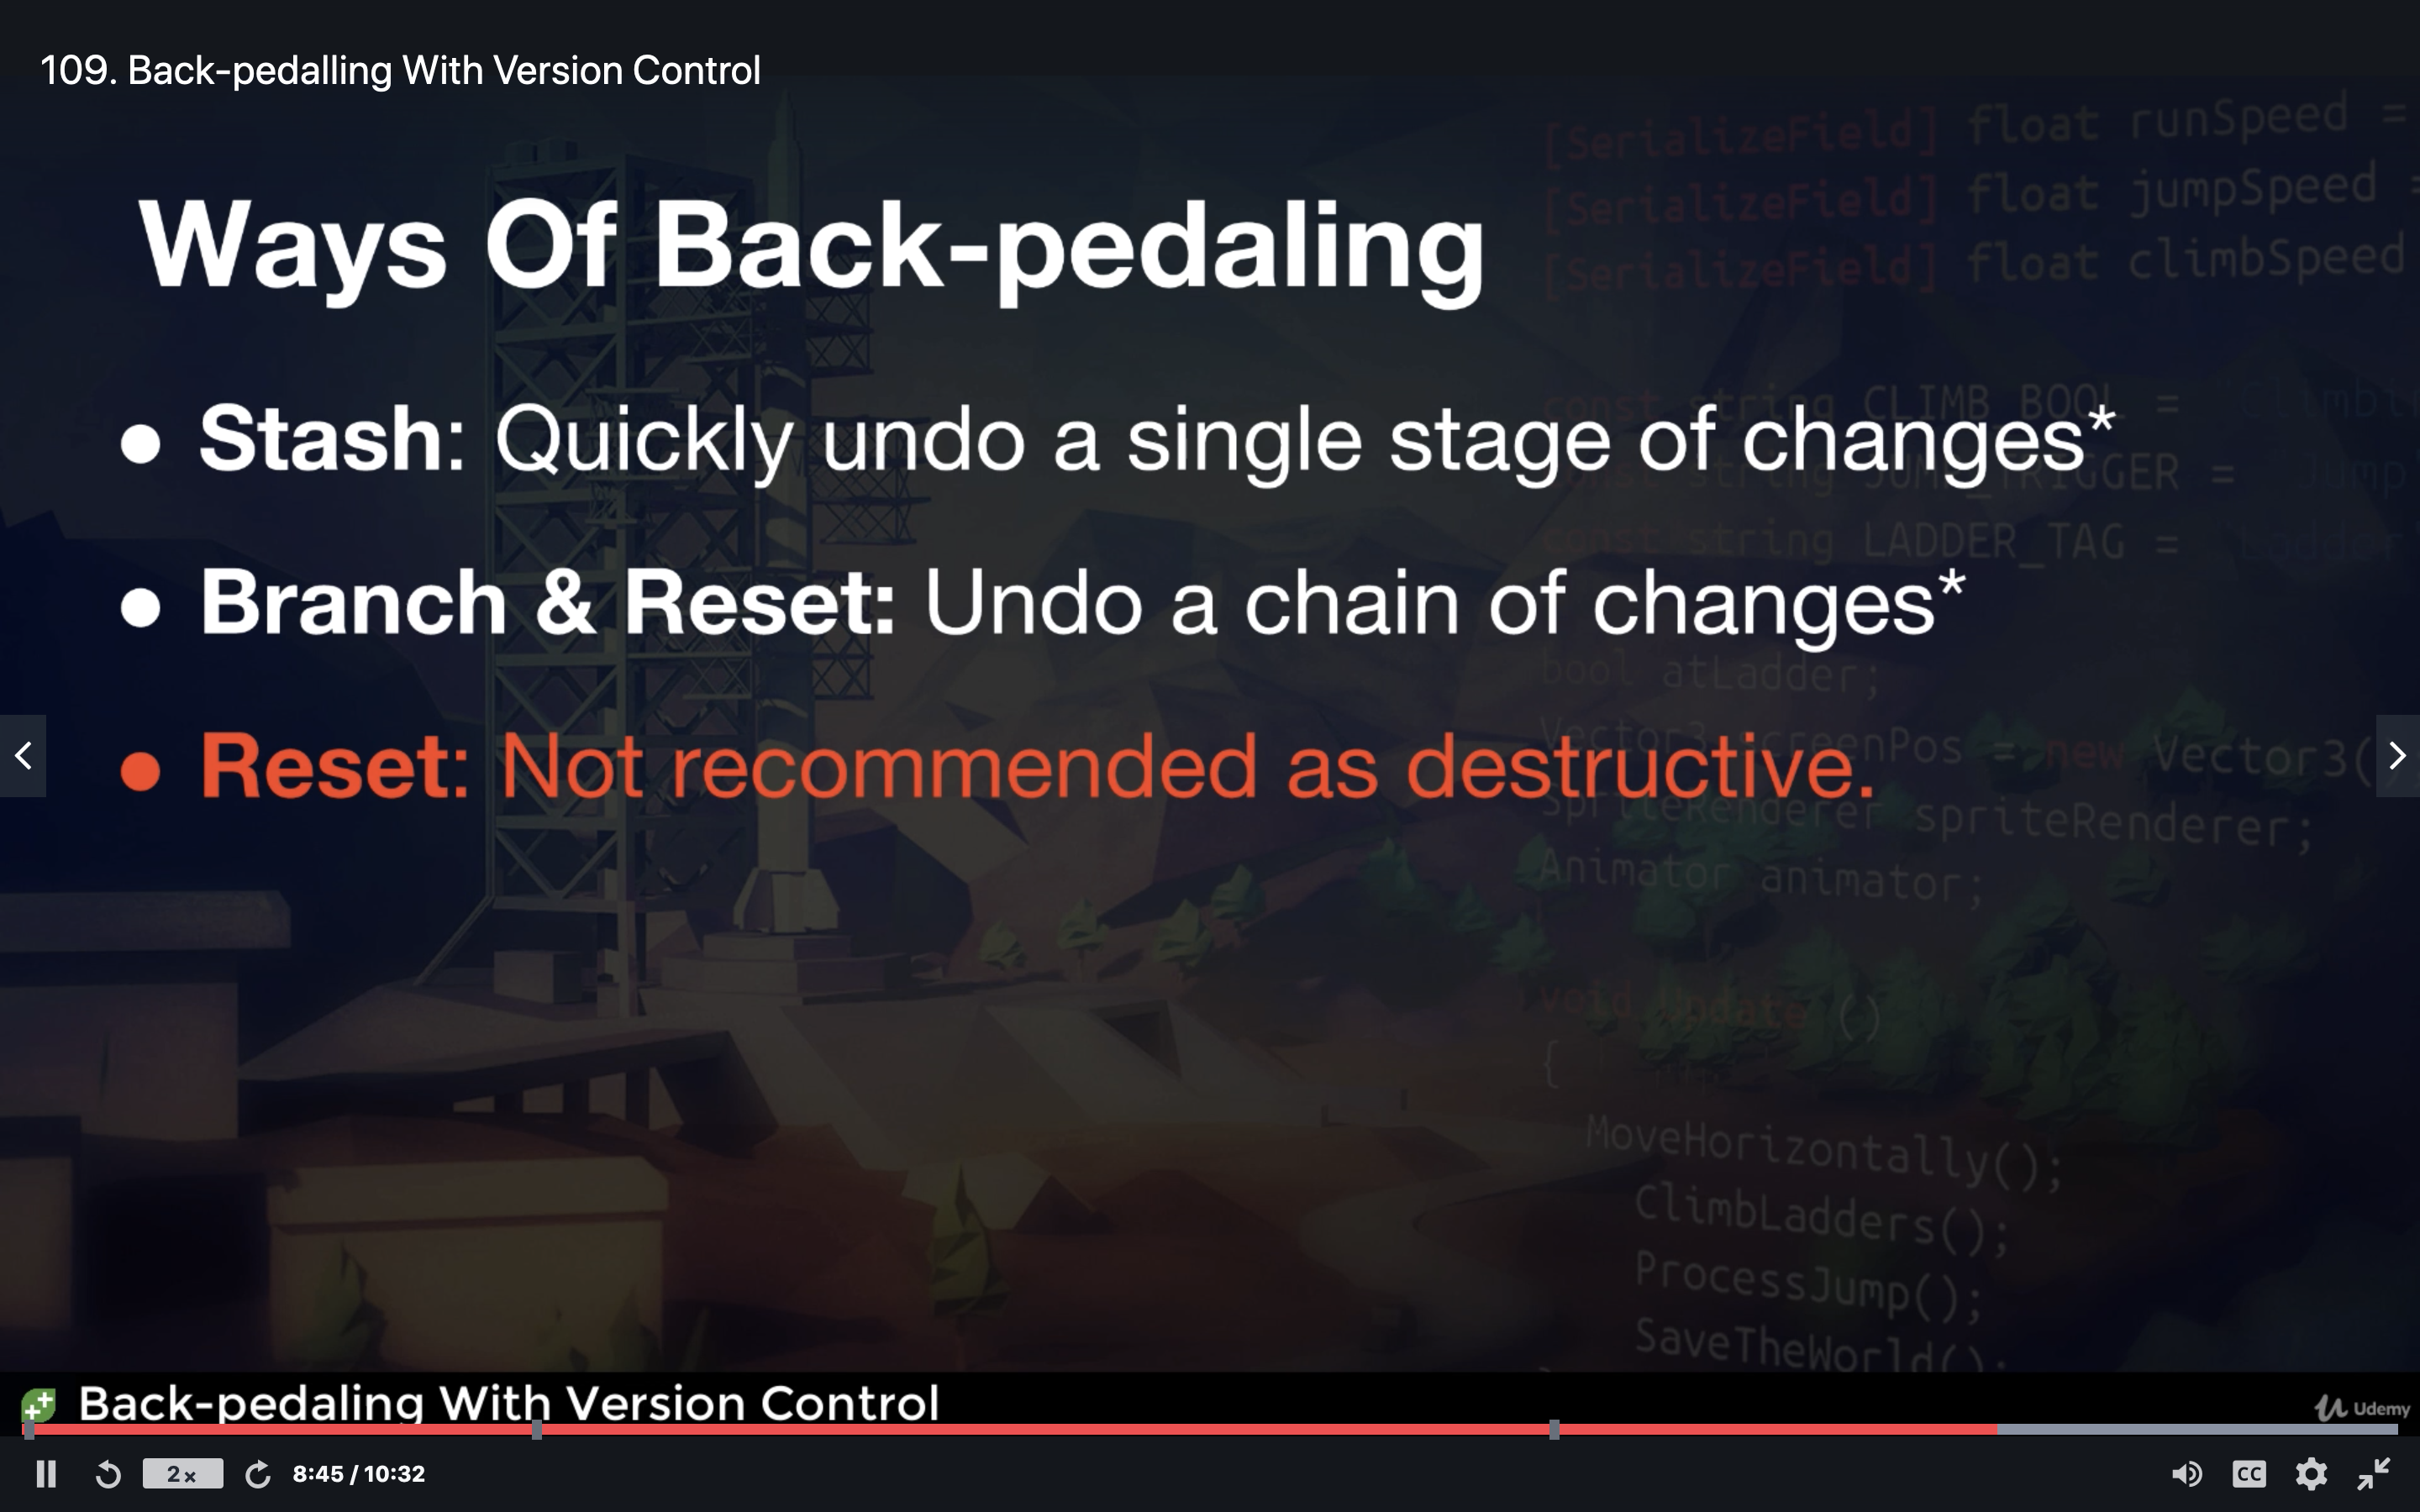 109. Back-pedalling With Version Control
[SerializeField] float runSpeed =
[SerializeField] float jumpSpeed =
[SerializeField] float climbSpeed
Ways Of Back-pedaling
• Stash: Quickly undo a single stage of changes*
const string CLIMB_BOOL =
const string JUMP_TRIGGER =
const string LADDER_TAG =
• Branch & Reset: Undo a chain of changes*
bool atLadder;
• Reset: Not recommended as destructive.
Vector3 screenPos = new Vector3(
SpriteRenderer spriteRenderer;
Animator animator;
void Update ()
{
MoveHorizontally();
ClimbLadders();
ProcessJump();
SaveTheWorld();
Back-pedaling With Version Control
Udemy
2x
8:45 / 10:32
CC